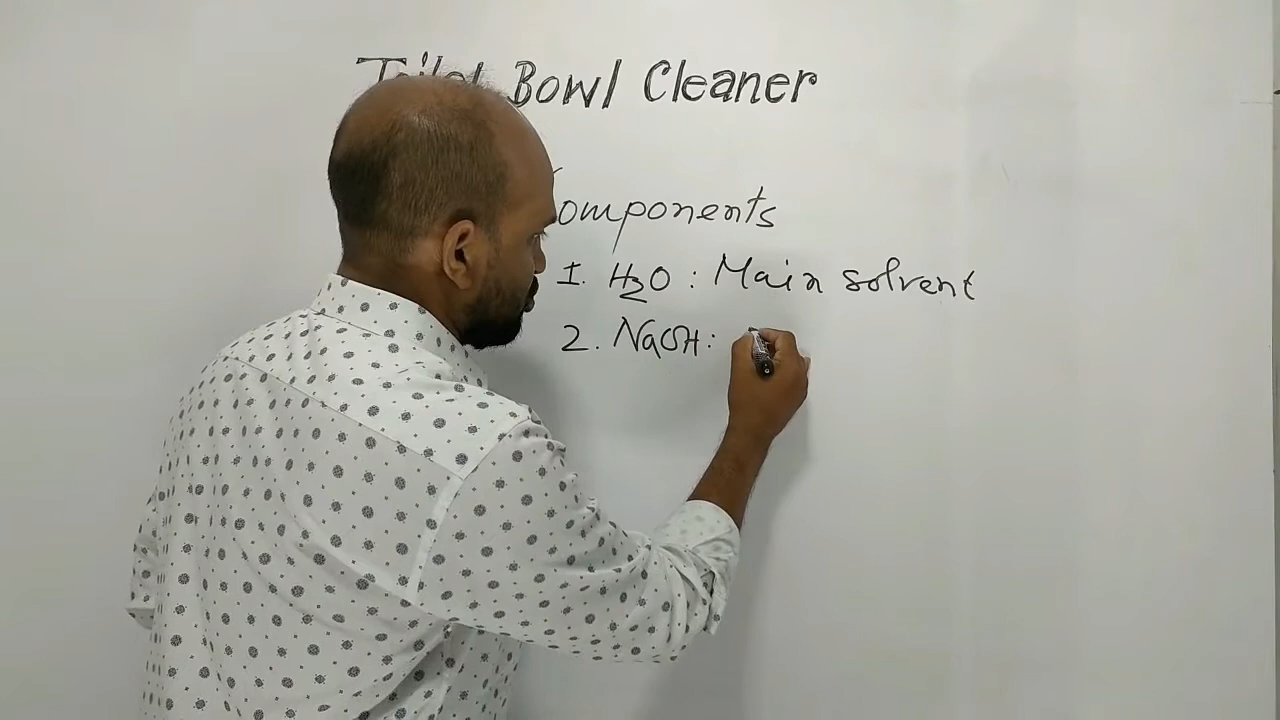 Toilet Bowl Cleaner
Components
1. H2O : Main solvent
2. NaOH :